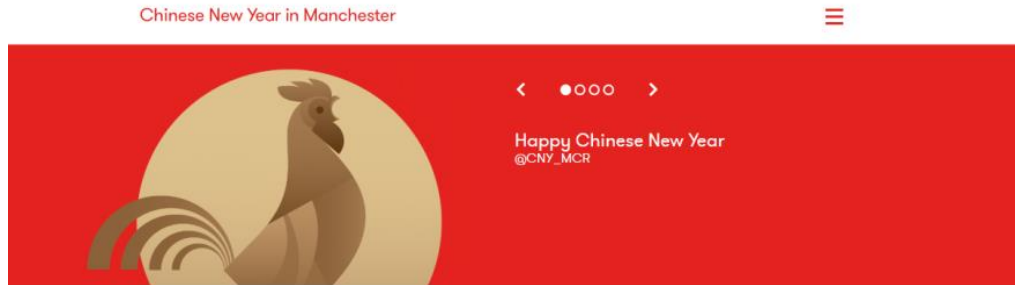 Chinese New Year in Manchester
Happy Chinese New Year
@CNY_MCR